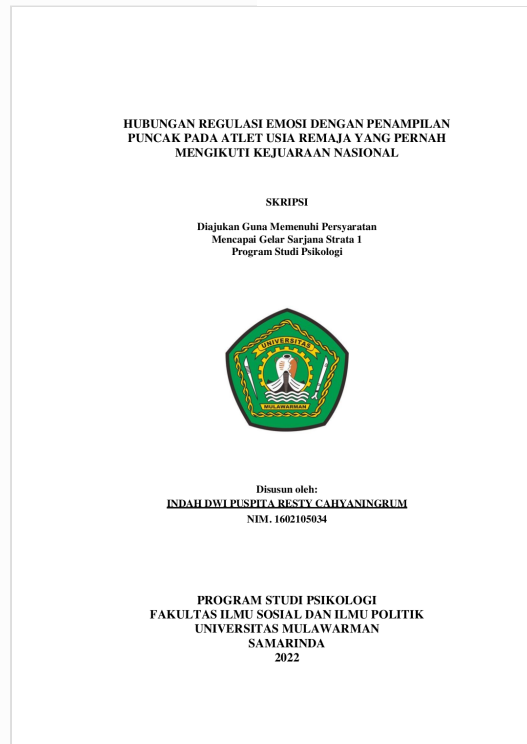 HUBUNGAN REGULASI EMOSI DENGAN PENAMPILAN
PUNCAK PADA ATLET USIA REMAJA YANG PERNAH
MENGIKUTI KEJUARAAN NASIONAL
SKRIPSI
Diajukan Guna Memenuhi Persyaratan
Mencapai Gelar Sarjana Strata 1
Program Studi Psikologi
UNIVERSITAS
MULAWARMAN
Disusun oleh:
INDAH DWI PUSPITA RESTY CAHYANINGRUM
NIM. 1602105034
PROGRAM STUDI PSIKOLOGI
FAKULTAS ILMU SOSIAL DAN ILMU POLITIK
UNIVERSITAS MULAWARMAN
SAMARINDA
2022